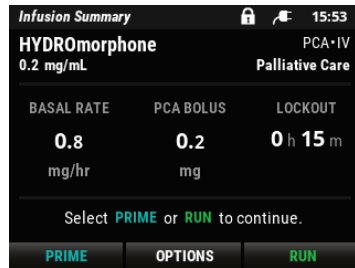 Infusion Summary 15:53
HYDROmorphone PCA•IV
0.2 mg/mL Palliative Care
BASAL RATE PCA BOLUS LOCKOUT
0.8 0.2 0 h 15 m
mg/hr mg
Select PRIME or RUN to continue.
PRIME OPTIONS RUN